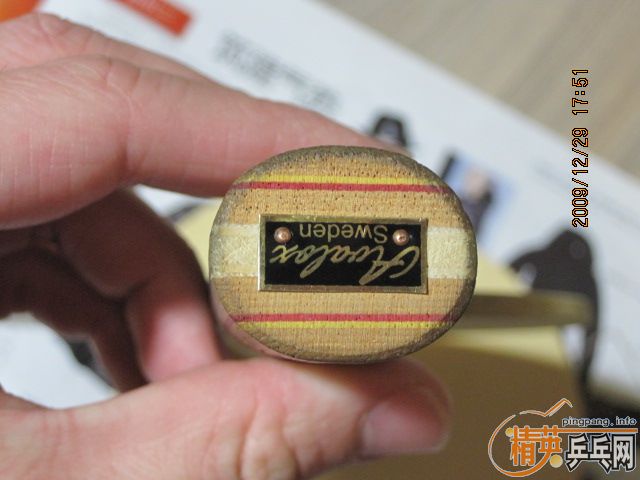 Avalox
Sweden
2009/12/29 17:51
pingpang.info
精英乒乓网